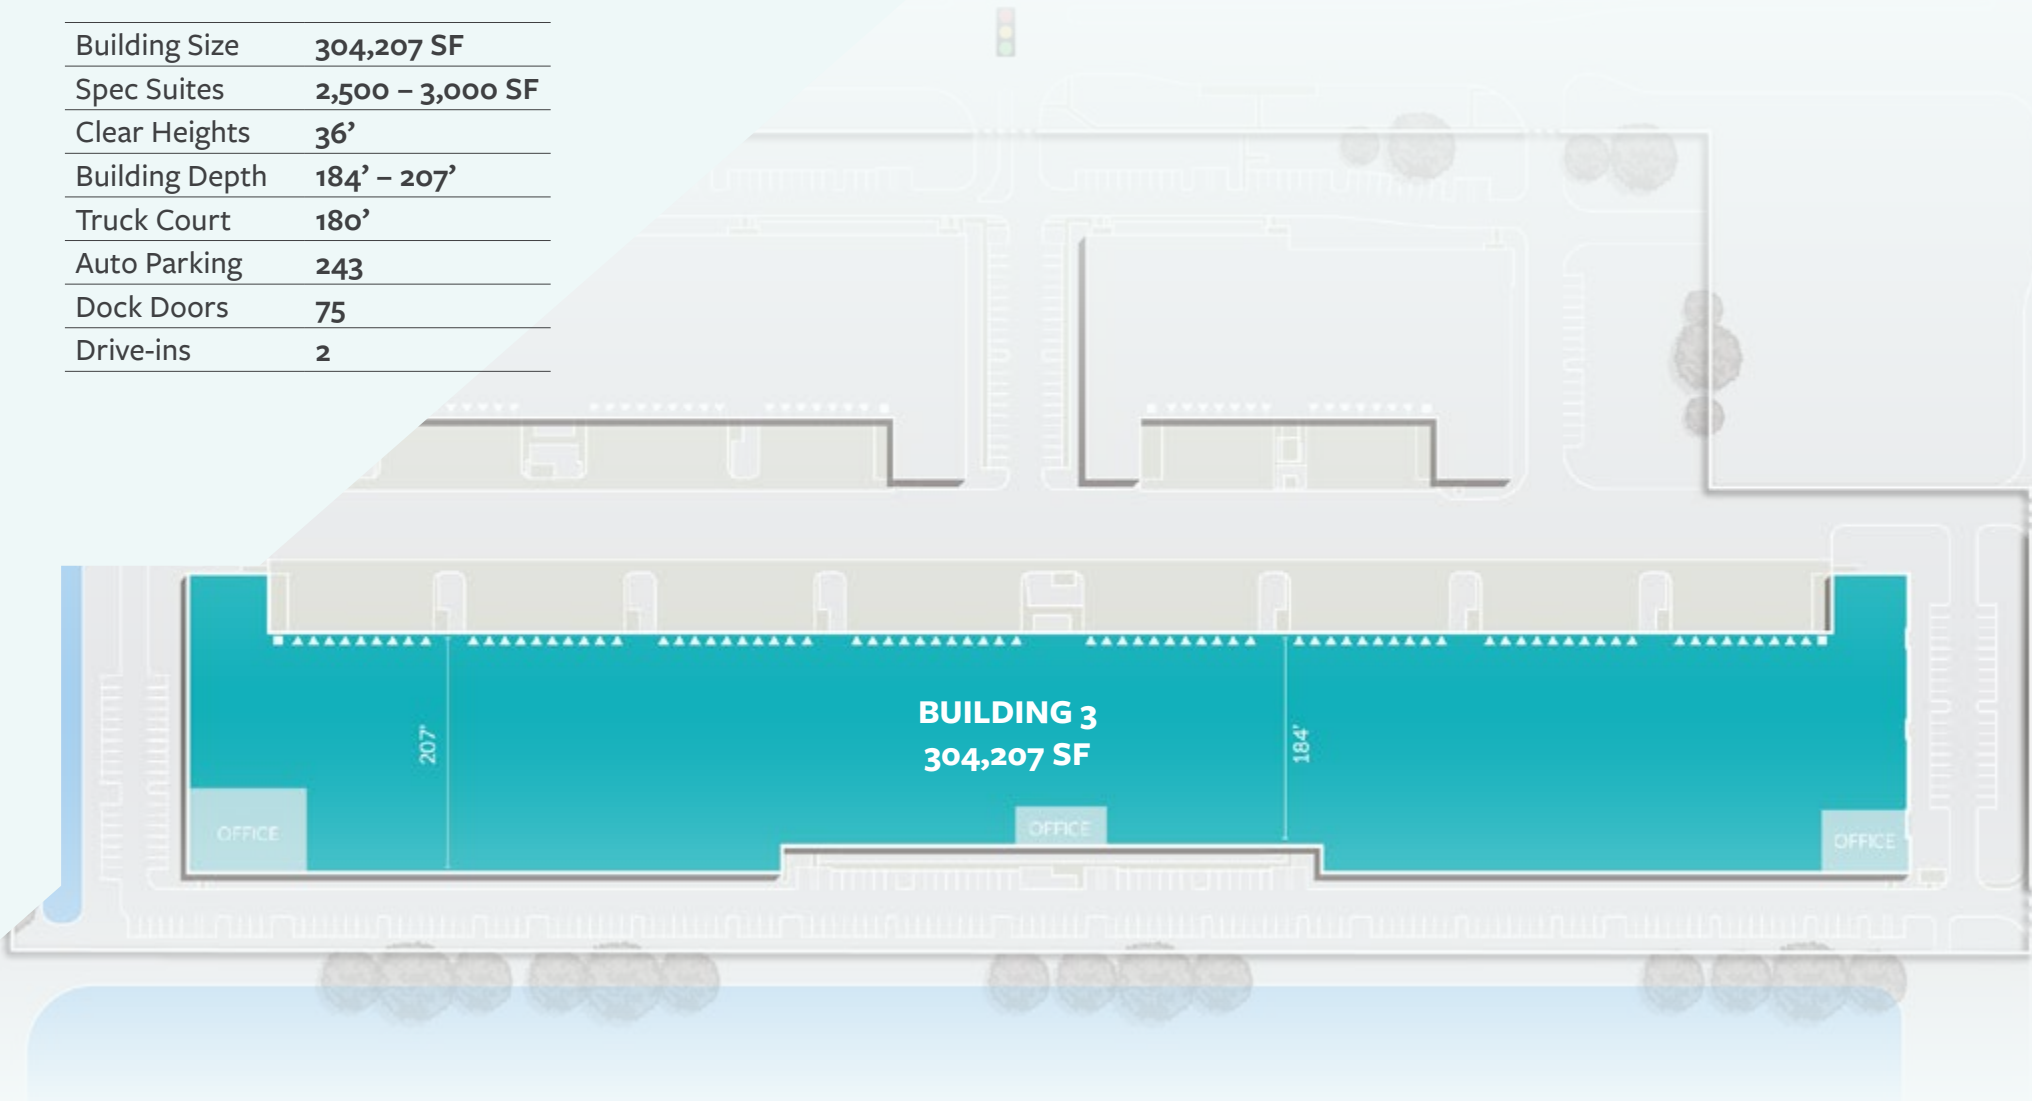 Building Size 304,207 SF
Spec Suites 2,500 – 3,000 SF
Clear Heights 36’
Building Depth 184’ – 207’
Truck Court 180’
Auto Parking 243
Dock Doors 75
Drive-ins 2
BUILDING 3
304,207 SF
207'
184'
OFFICE
OFFICE
OFFICE